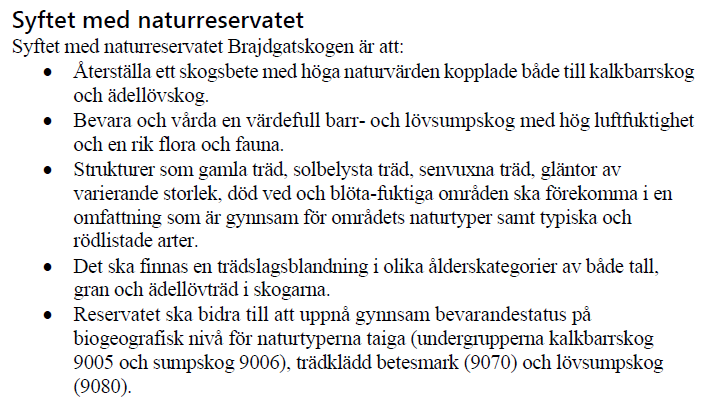 Syftet med naturreservatet
Syftet med naturreservatet Brajdgatskogen är att:
• Återställa ett skogsbete med höga naturvärden kopplade både till kalkbarrskog
och ädellövskog.
• Bevara och vårda en värdefull barr- och lövsumpskog med hög luftfuktighet
och en rik flora och fauna.
• Strukturer som gamla träd, solbelysta träd, senvuxna träd, gläntor av
varierande storlek, död ved och blöta-fuktiga områden ska förekomma i en
omfattning som är gynnsam för områdets naturtyper samt typiska och
rödlistade arter.
• Det ska finnas en trädslagsblandning i olika ålderskategorier av både tall,
gran och ädellövträd i skogarna.
• Reservatet ska bidra till att uppnå gynnsam bevarandestatus på
biogeografisk nivå för naturtyperna taiga (undergrupperna kalkbarrskog
9005 och sumpskog 9006), trädklädd betesmark (9070) och lövsumpskog
(9080).